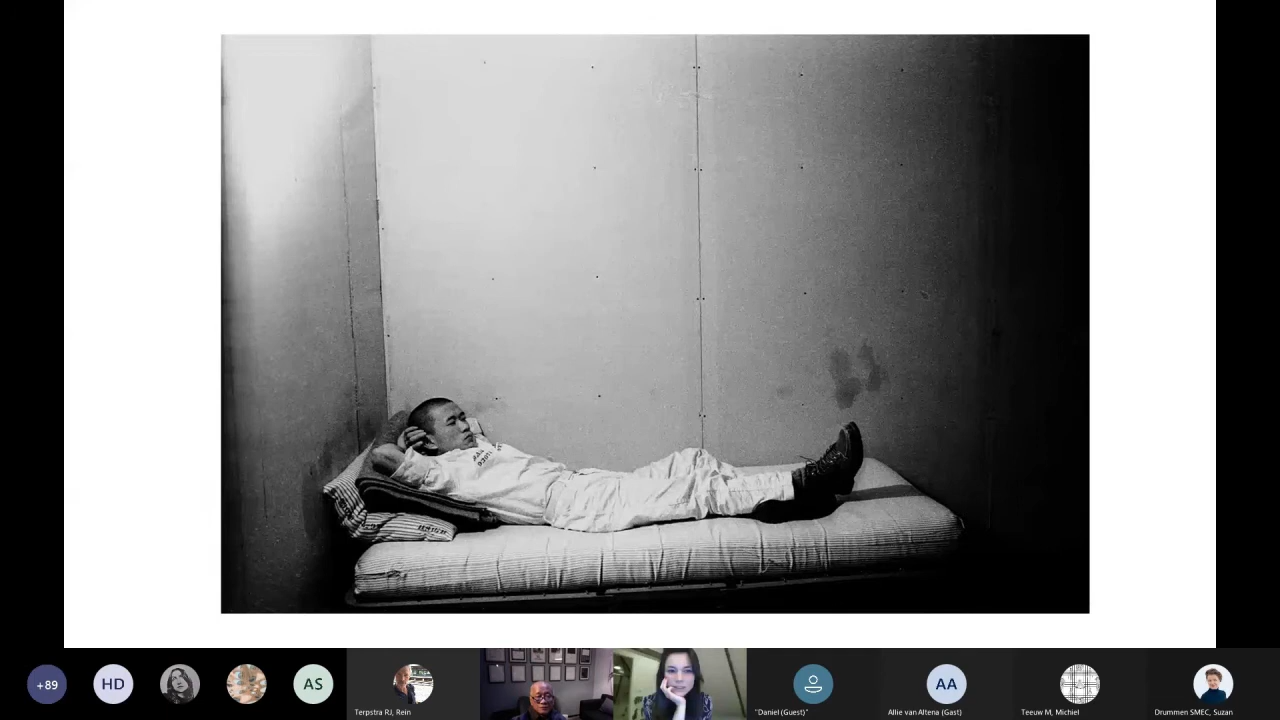 +89
HD
AS
Terpstra RJ, Rein
"Daniel (Guest)"
AA
Allie van Altena (Gast)
Teeuw M, Michiel
Drummen SMEC, Suzan